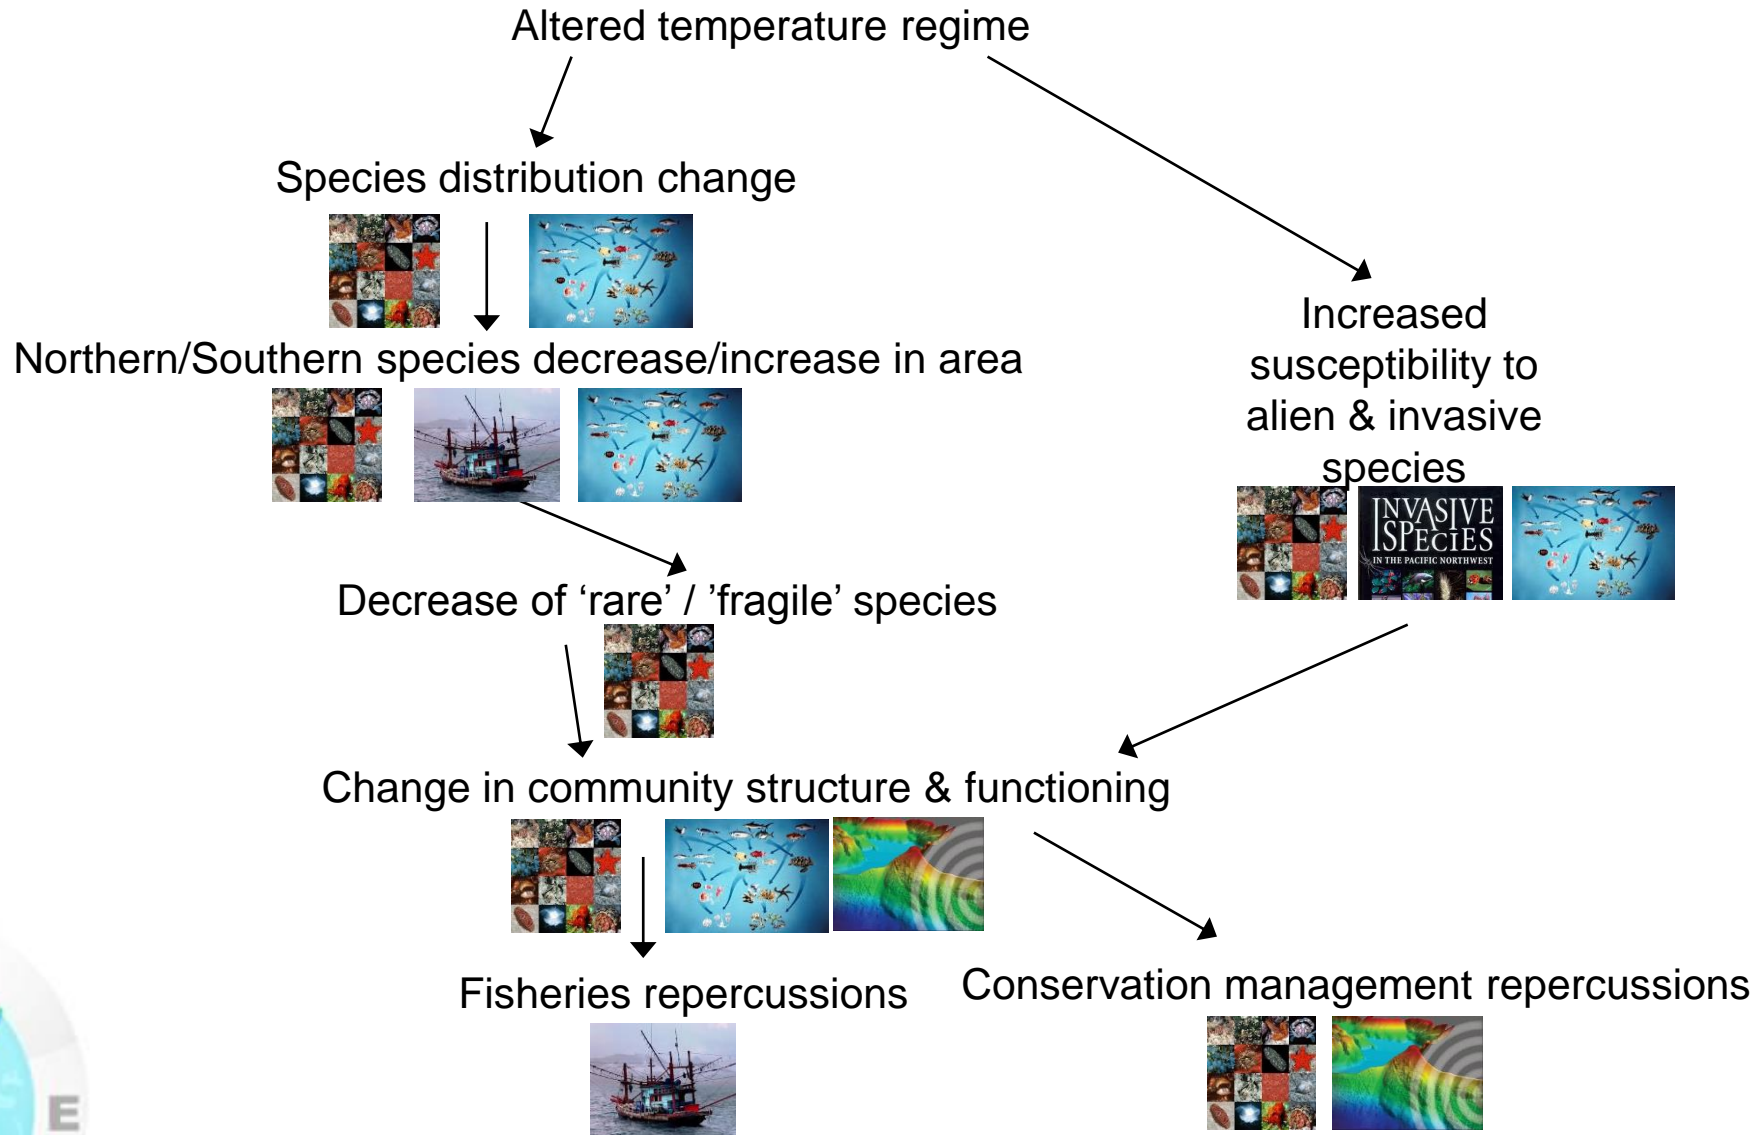 Altered temperature regime
Species distribution change
Northern/Southern species decrease/increase in area
Increased
susceptibility to
alien & invasive
species
INVASIVE
SPECIES
IN THE PACIFIC NORTHWEST
Decrease of ‘rare’ / ’fragile’ species
Change in community structure & functioning
Fisheries repercussions
Conservation management repercussions
E